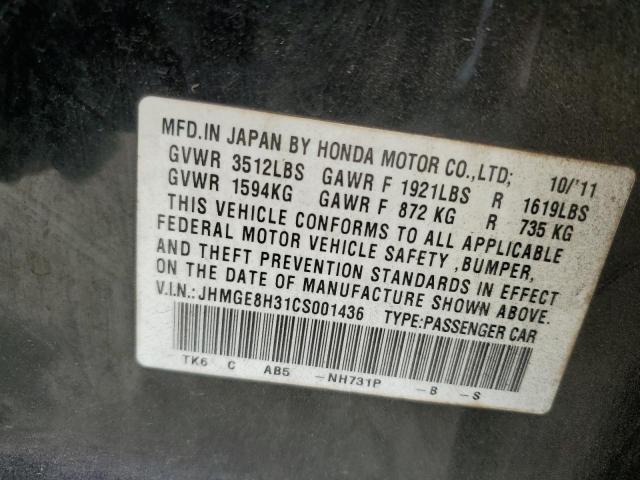 MFD.IN JAPAN BY HONDA MOTOR CO.,LTD; 10/'11
GVWR 3512LBS GAWR F 1921LBS R 1619LBS
GVWR 1594KG GAWR F 872 KG R 735 KG
THIS VEHICLE CONFORMS TO ALL APPLICABLE
FEDERAL MOTOR VEHICLE SAFETY ,BUMPER,
AND THEFT PREVENTION STANDARDS IN EFFECT
ON THE DATE OF MANUFACTURE SHOWN ABOVE.
V.I.N.:JHMGE8H31CS001436 TYPE:PASSENGER CAR
TK6 C AB5 -NH731P -B -S